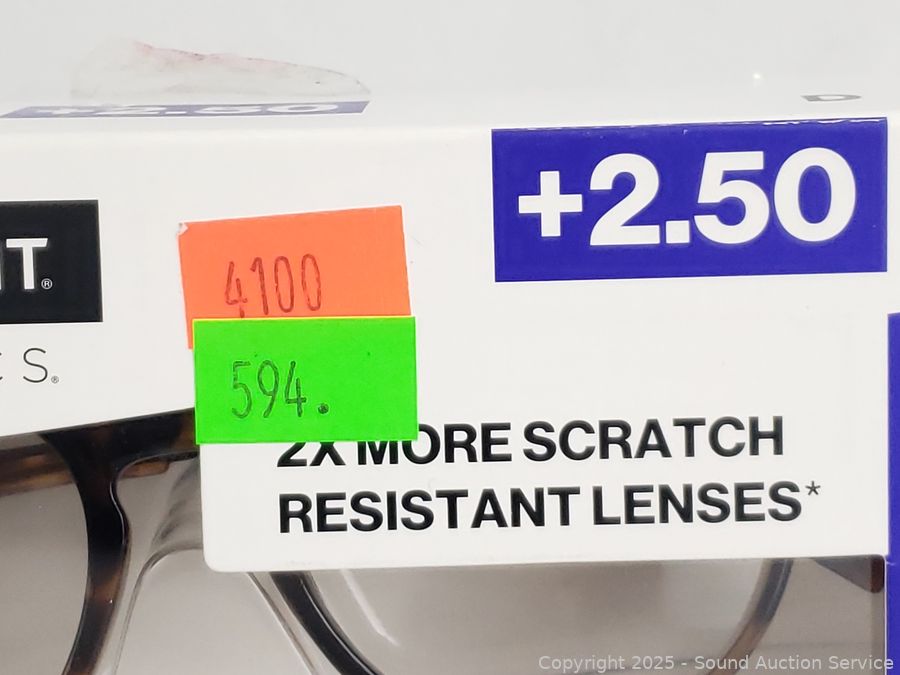 +2.50
+2.50
T®
4100
S®
594.
2X MORE SCRATCH
RESISTANT LENSES*
Copyright 2025 - Sound Auction Service